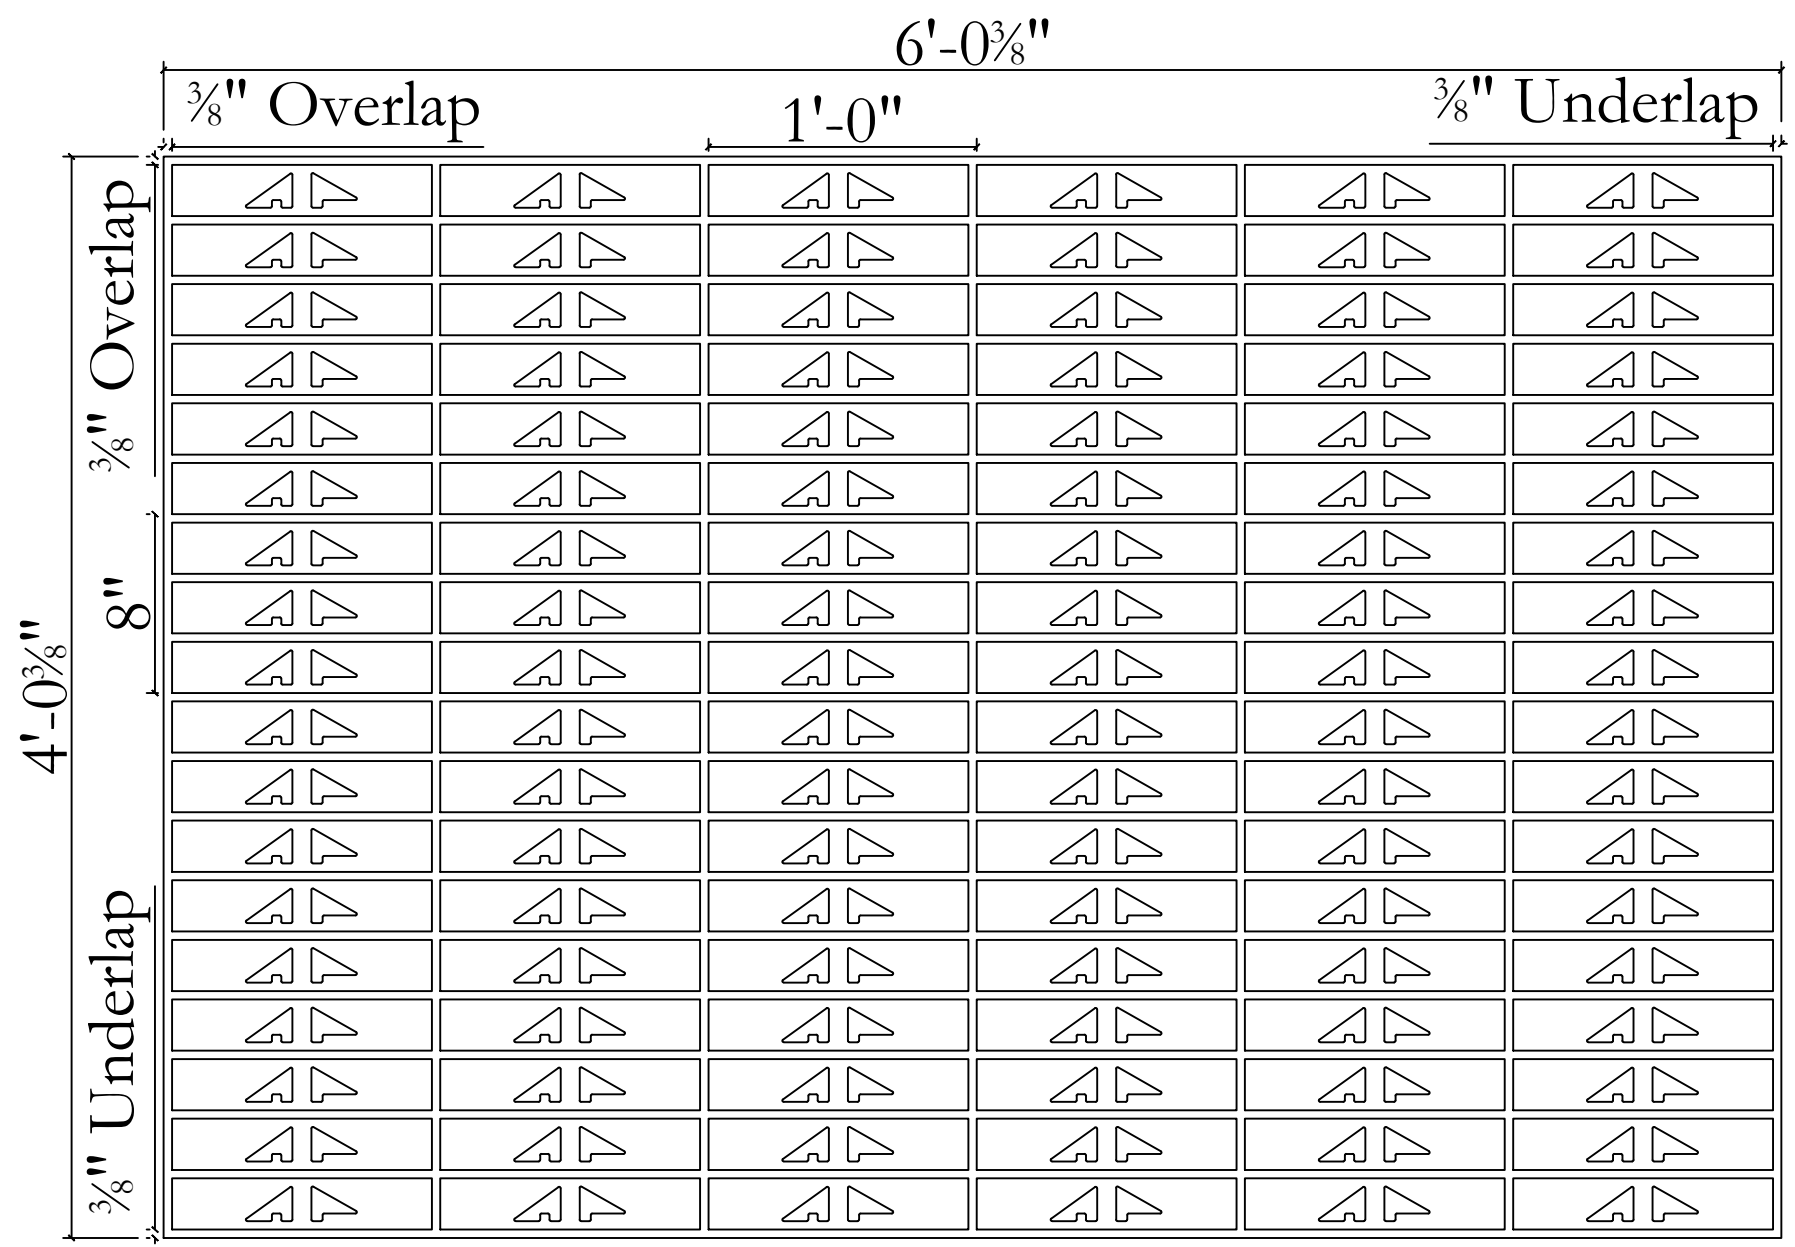 6'-0⅜"
⅜" Overlap
1'-0"
⅜" Underlap
⅜" Overlap
8"
4'-0⅜"
⅜" Underlap